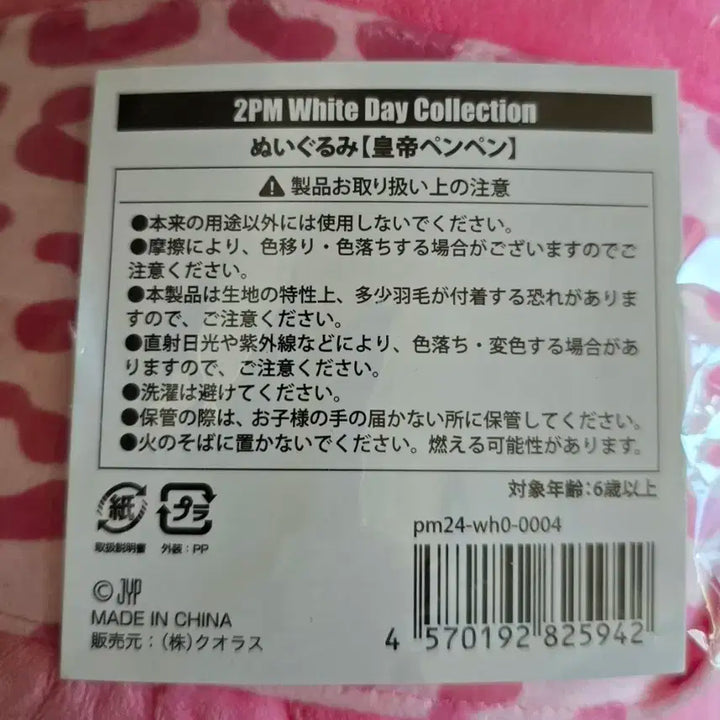 2PM White Day Collection
ぬいぐるみ【皇帝ペンペン】
製品お取り扱い上の注意
●本来の用途以外には使用しないでください。
●摩擦により、色移り・色落ちする場合がございますのでご
注意ください。
●本製品は生地の特性上、多少羽毛が付着する恐れがありま
すので、ご注意ください。
●直射日光や紫外線などにより、色落ち・変色する場合があ
りますので、ご注意ください。
●洗濯は避けてください。
●保管の際は、お子様の手の届かない所に保管してください。
●火のそばに置かないでください。燃える可能性があります。
対象年齢:6歳以上
紙
プラ
取扱説明書 外装:PP
pm24-wh0-0004
© JYP
MADE IN CHINA
販売元:(株)クオラス
4 570192 825942